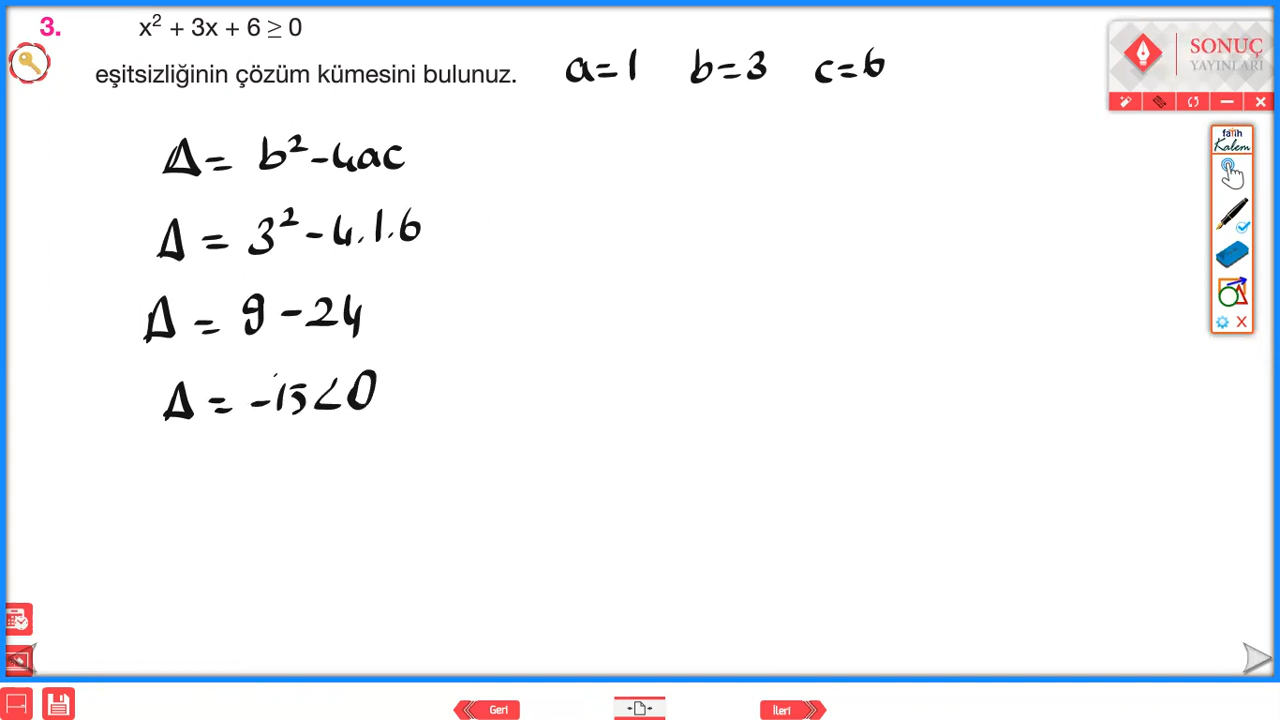 3. x² + 3x + 6 ≥ 0
eşitsizliğinin çözüm kümesini bulunuz.
a=1 b=3 c=6
Δ= b²-4ac
Δ = 3² - 4.1.6
Δ = 9 - 24
Δ = -15<0
SONUÇ
YAYINLARI
fatih
Kalem
Geri
İleri